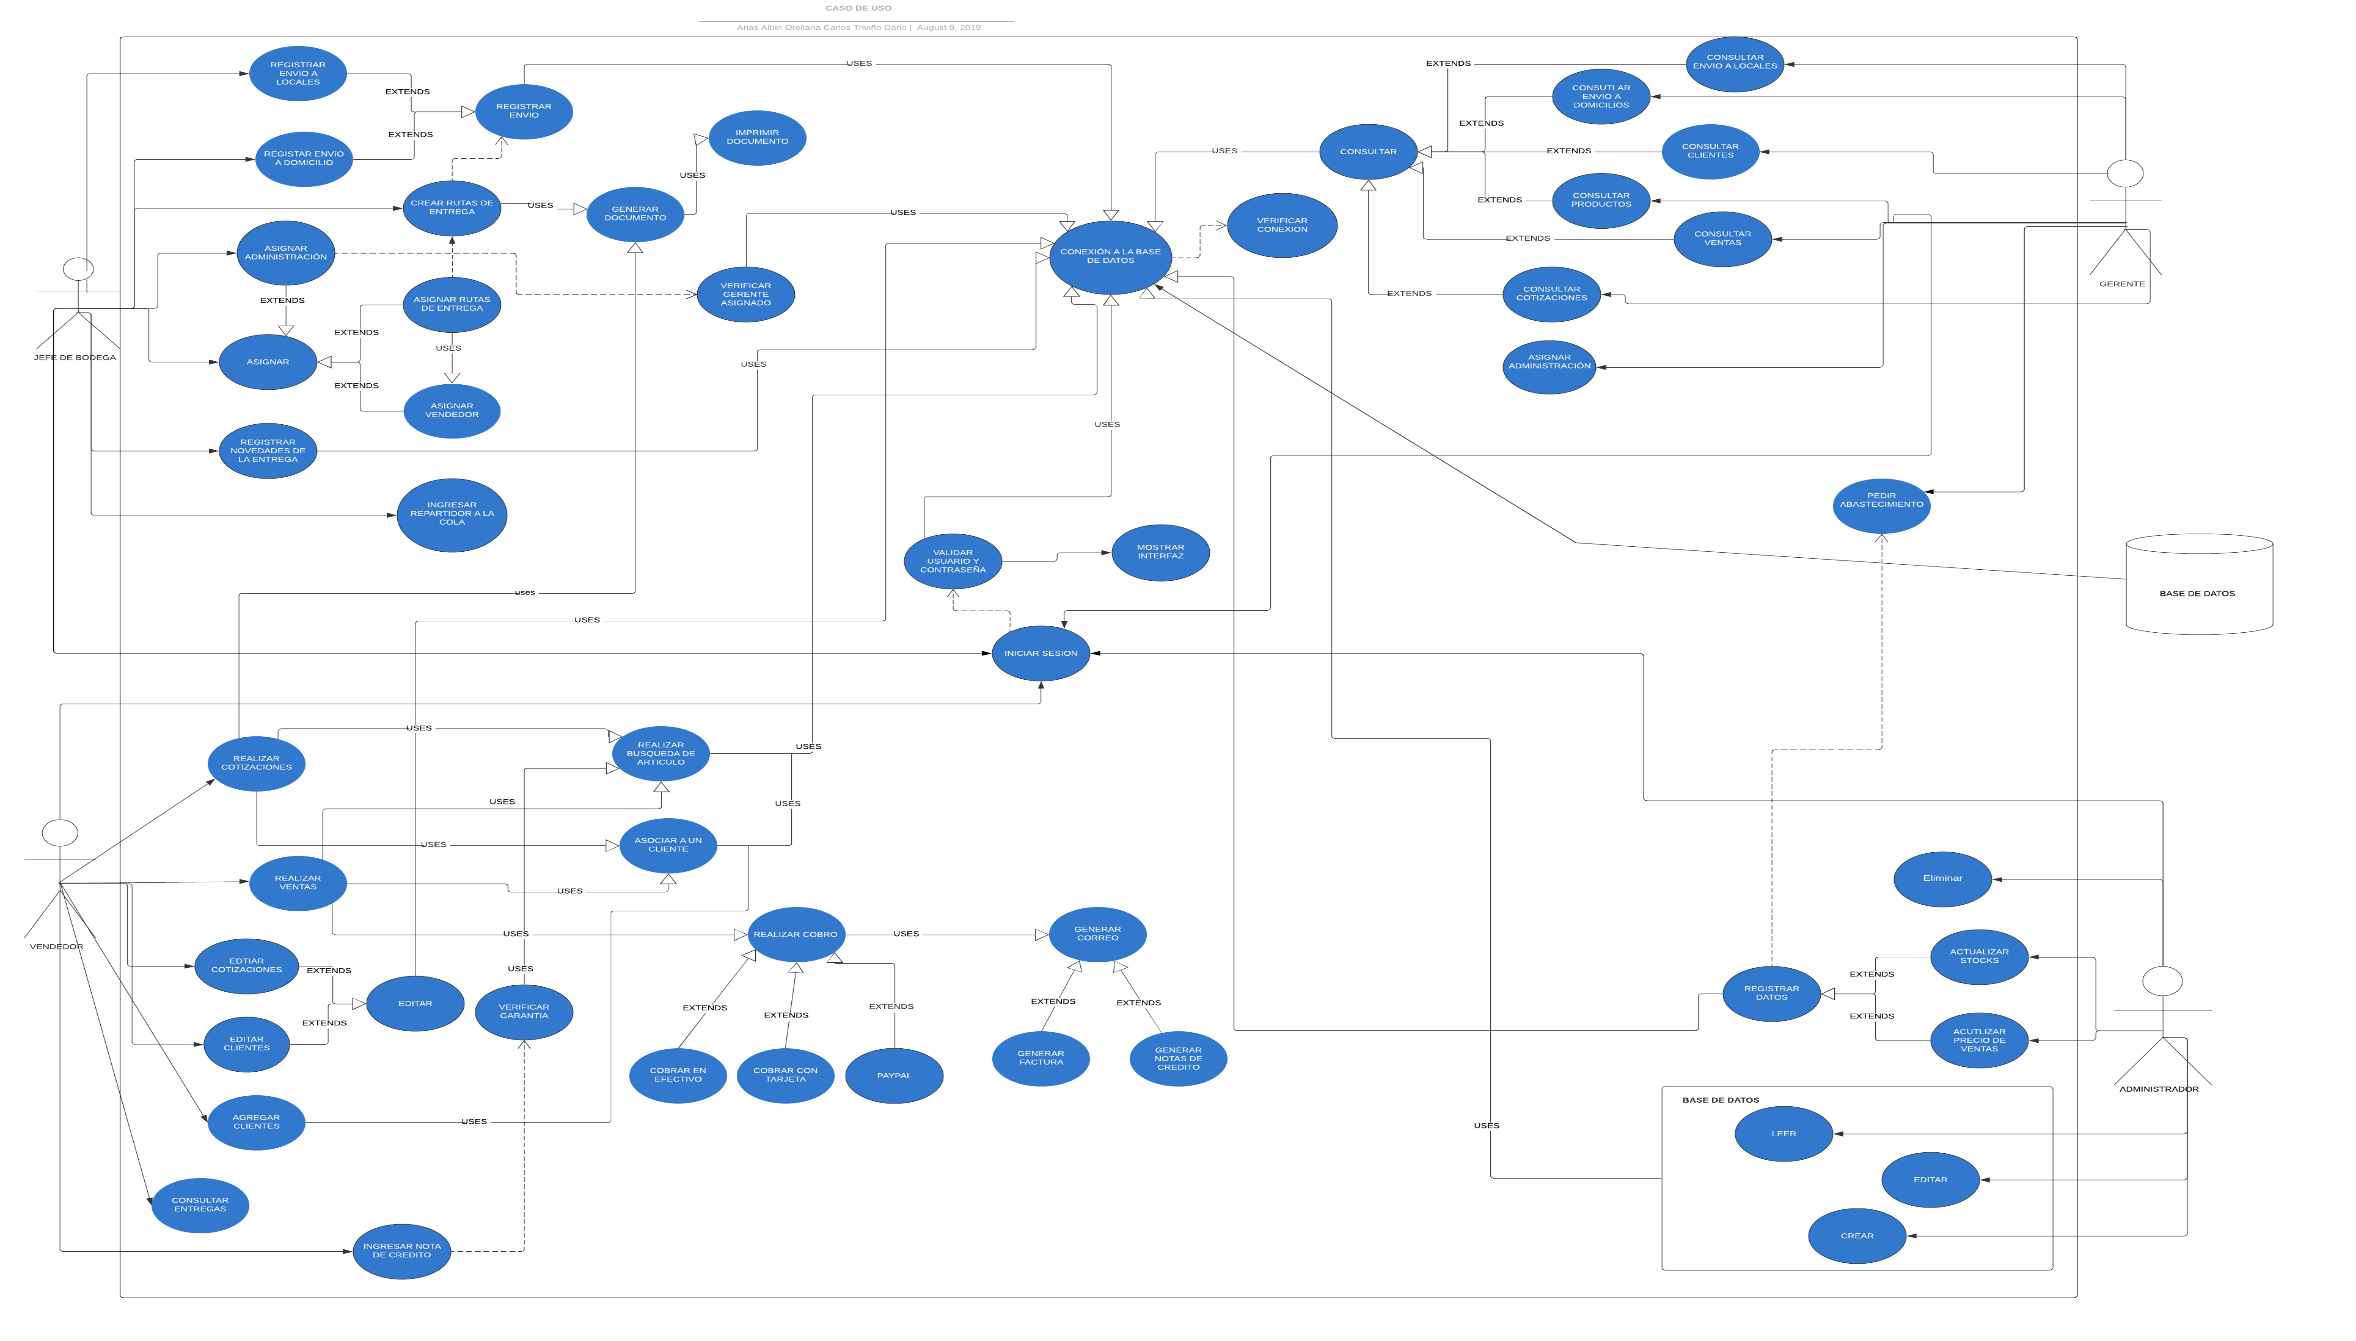 CASO DE USO
Arias Albin Orellana Carlos Triviño Dario | August 9, 2019
REGISTRAR
ENVIO A
LOCALES
EXTENDS
REGISTRAR
ENVIO
USES
REGISTAR ENVIO
A DOMICILIO
EXTENDS
IMPRIMIR
DOCUMENTO
USES
CREAR RUTAS DE
ENTREGA
USES
GENERAR
DOCUMENTO
ASIGNAR
ADMINISTRACIÓN
EXTENDS
ASIGNAR RUTAS
DE ENTREGA
EXTENDS
USES
VERIFICAR
GERENTE
ASIGNADO
USES
JEFE DE BODEGA
ASIGNAR
EXTENDS
ASIGNAR
VENDEDOR
USES
REGISTRAR
NOVEDADES DE
LA ENTREGA
INGRESAR
REPARTIDOR A LA
COLA
CONEXIÓN A LA BASE
DE DATOS
VERIFICAR
CONEXION
USES
CONSULTAR
EXTENDS
CONSULTAR
ENVIO A LOCALES
CONSUTLAR
ENVIO A
DOMICILIOS
EXTENDS
EXTENDS
CONSULTAR
CLIENTES
EXTENDS
CONSULTAR
PRODUCTOS
EXTENDS
CONSULTAR
VENTAS
EXTENDS
CONSULTAR
COTIZACIONES
ASIGNAR
ADMINISTRACIÓN
GERENTE
USES
PEDIR
ABASTECIMIENTO
VALIDAR
USUARIO Y
CONTRASEÑA
MOSTRAR
INTERFAZ
BASE DE DATOS
uses
USES
INICIAR SESION
USES
REALIZAR
COTIZACIONES
REALIZAR
BUSQUEDA DE
ARTICULO
USES
USES
USES
USES
ASOCIAR A UN
CLIENTE
REALIZAR
VENTAS
USES
VENDEDOR
USES
REALIZAR COBRO
USES
GENERAR
CORREO
EDTIAR
COTIZACIONES
EXTENDS
EDITAR
USES
VERIFICAR
GARANTIA
EXTENDS
EDITAR
CLIENTES
EXTENDS
EXTENDS
EXTENDS
EXTENDS
EXTENDS
COBRAR EN
EFECTIVO
COBRAR CON
TARJETA
PAYPAL
GENERAR
FACTURA
GENERAR
NOTAS DE
CREDITO
AGREGAR
CLIENTES
USES
CONSULTAR
ENTREGAS
INGRESAR NOTA
DE CREDITO
Eliminar
ACTUALIZAR
STOCKS
EXTENDS
REGISTRAR
DATOS
EXTENDS
ACUTLIZAR
PRECIO DE
VENTAS
ADMINISTRADOR
BASE DE DATOS
USES
LEER
EDITAR
CREAR